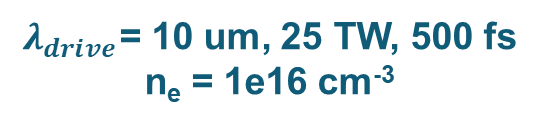 λdrive = 10 um, 25 TW, 500 fs
ne = 1e16 cm-3